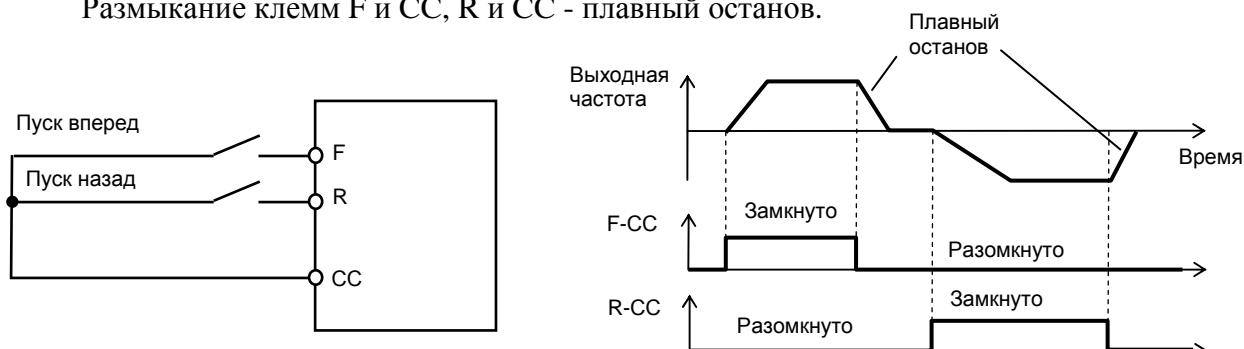 Размыкание клемм F и CC, R и CC - плавный останов.
Пуск вперед
F
Пуск назад
R
CC
Плавный
останов
Выходная
частота
Время
F-CC
Замкнуто
Разомкнуто
R-CC
Разомкнуто
Замкнуто